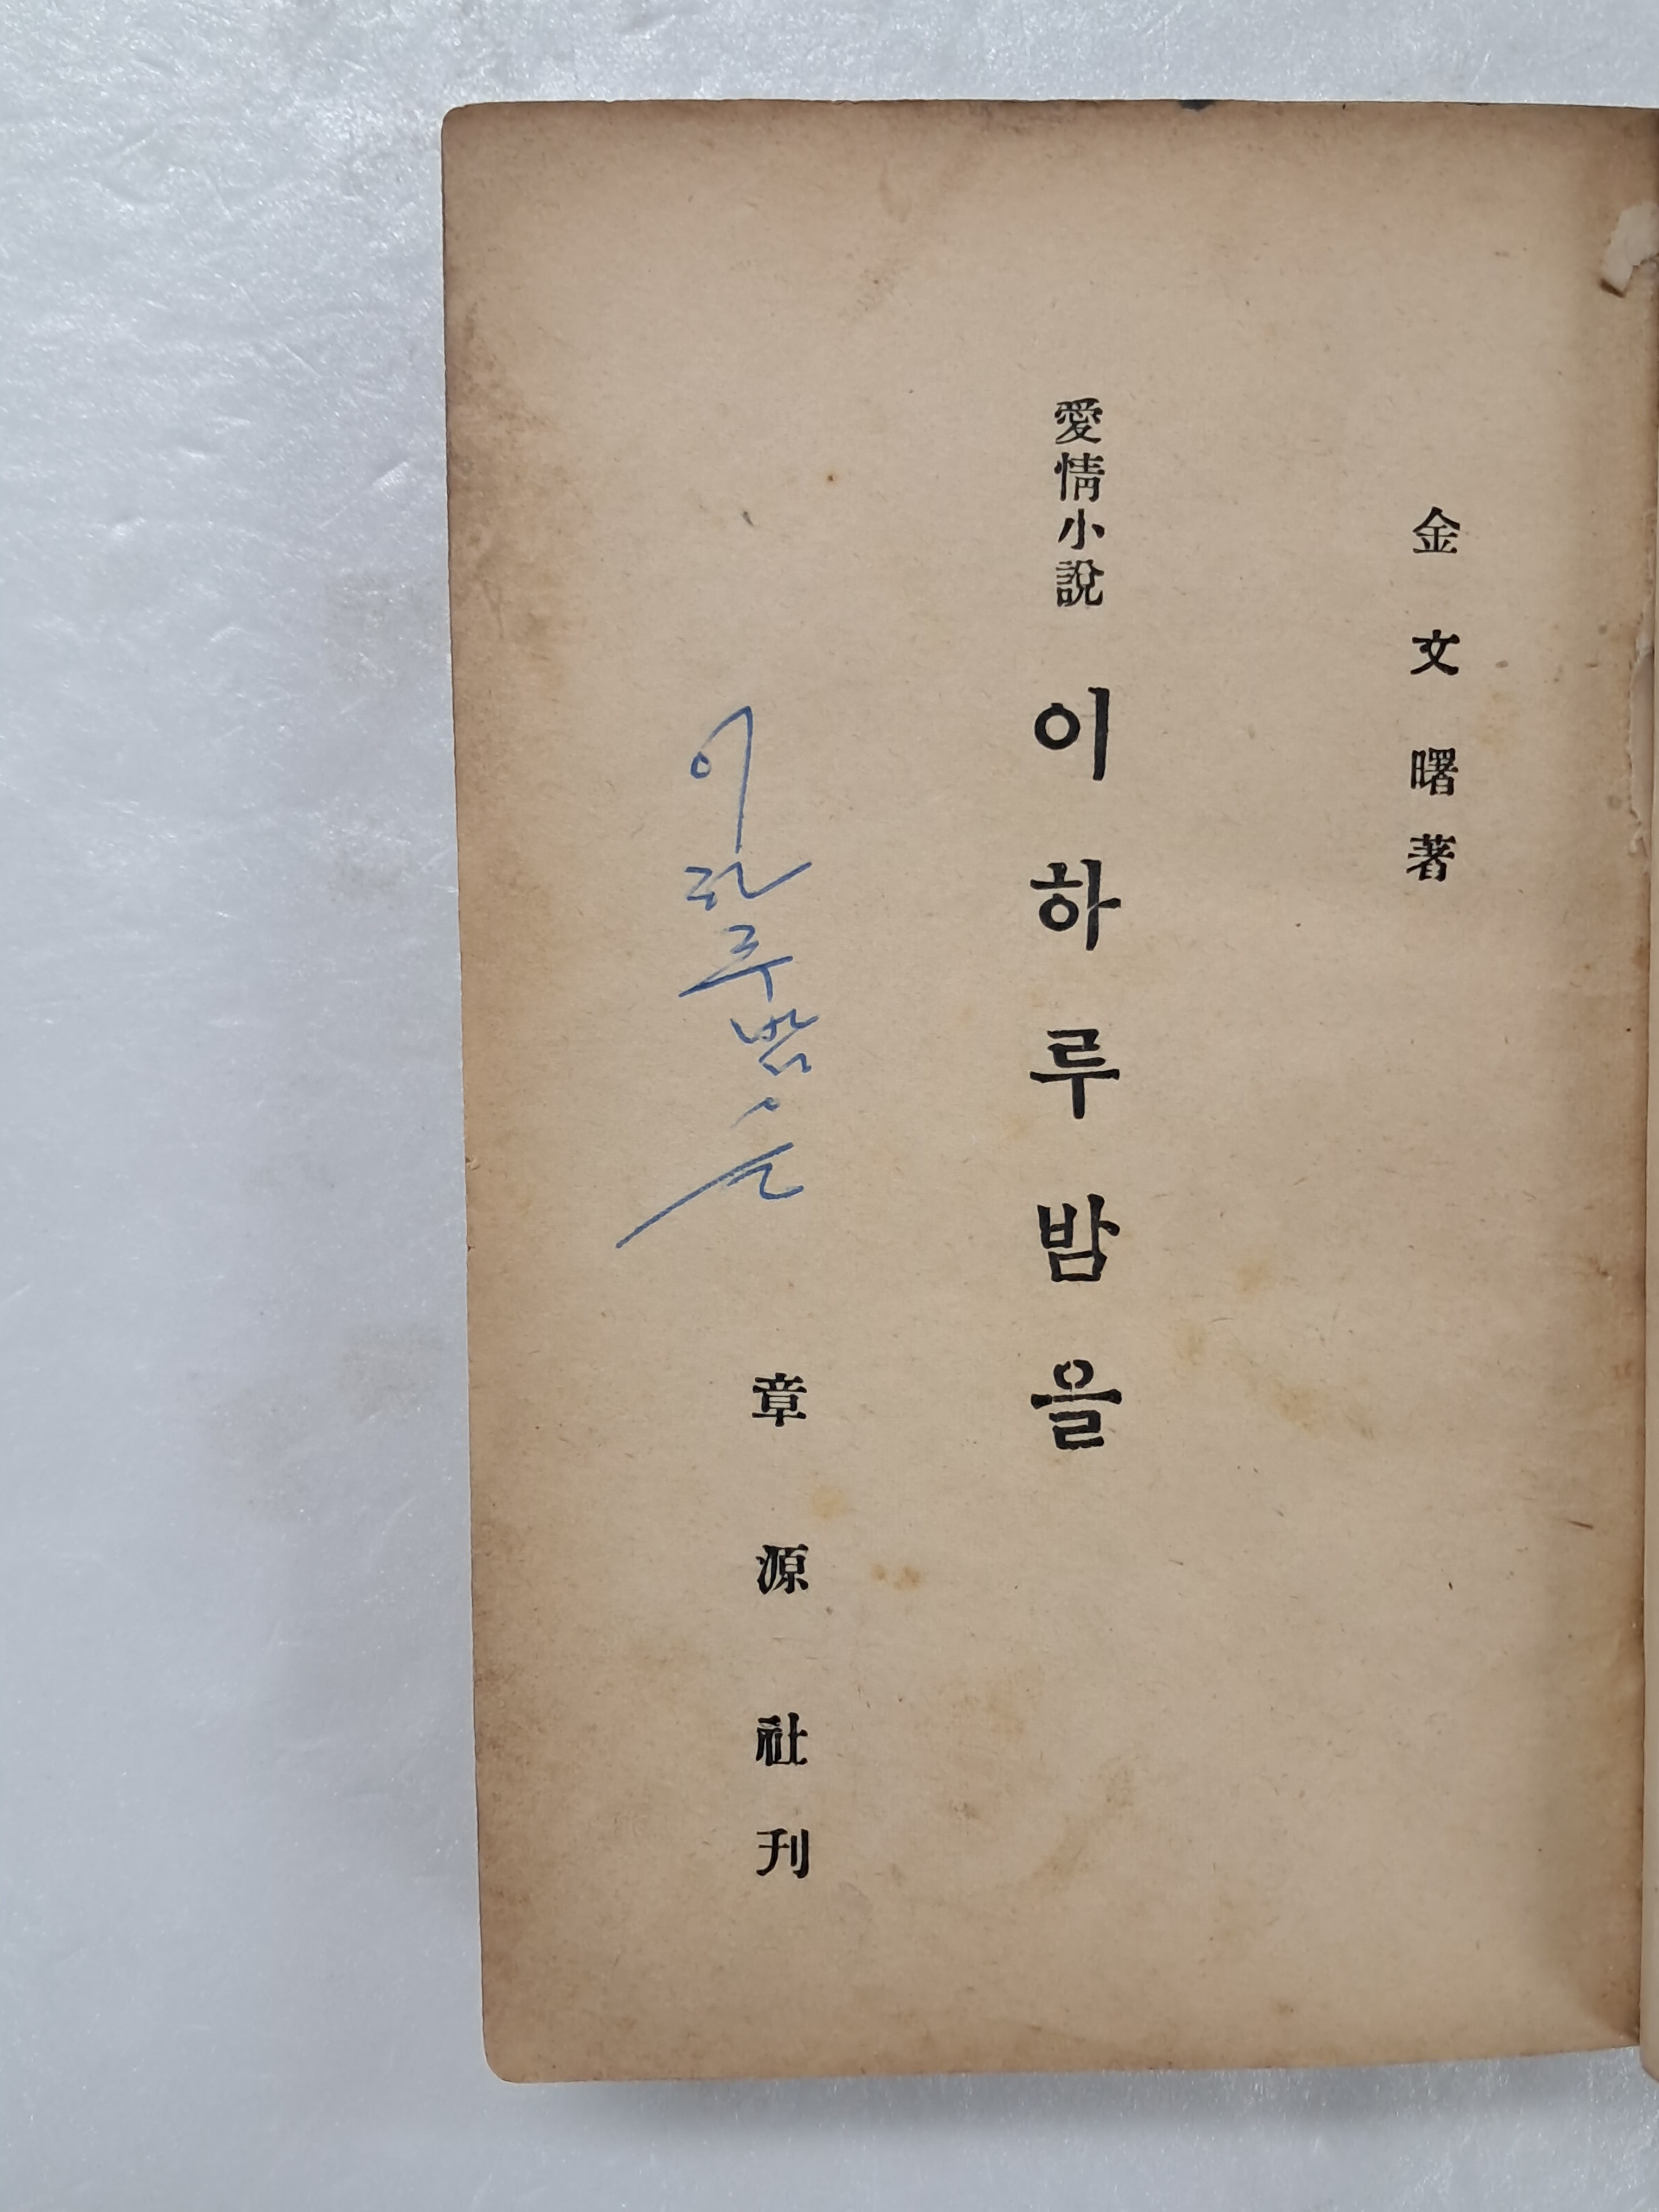 金文曙著
愛情小說 이하루밤을
이하루밤을
章源社刊